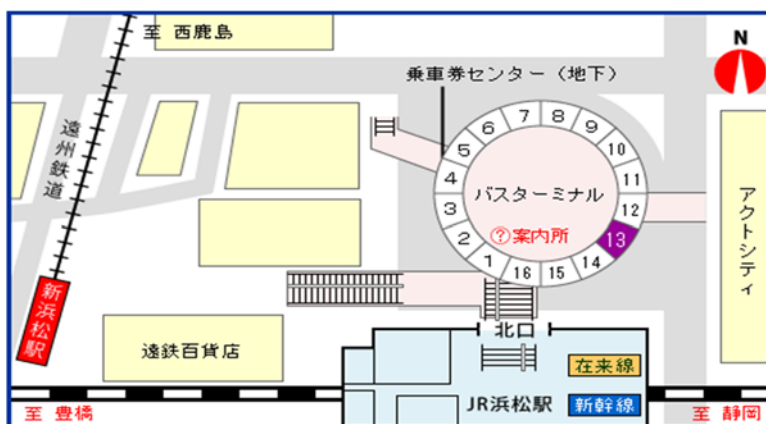 至 西鹿島
N
乗車券センター（地下）
遠州鉄道
7
8
6
9
5
10
4
11
バスターミナル
3
12
2
?案内所
13
1
14
16
15
アクトシティ
新浜松駅
北口
遠鉄百貨店
在来線
JR浜松駅
新幹線
至 豊橋
至 静岡